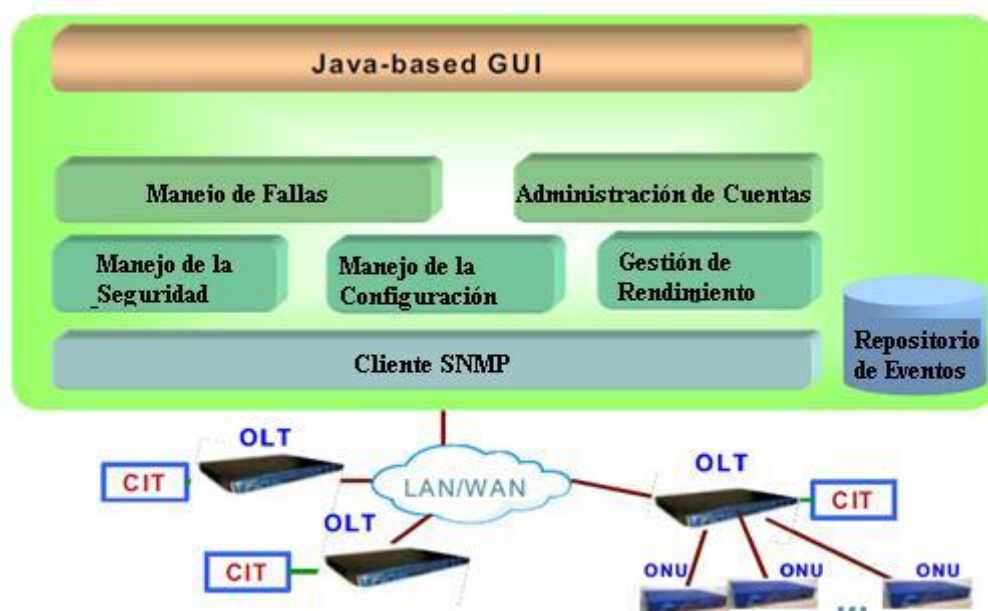 Java-based GUI
Manejo de Fallas
Administración de Cuentas
Manejo de la
Seguridad
Manejo de la
Configuración
Gestión de
Rendimiento
Repositorio
de Eventos
Cliente SNMP
OLT
CIT
LAN/WAN
OLT
CIT
OLT
CIT
ONU
ONU
ONU